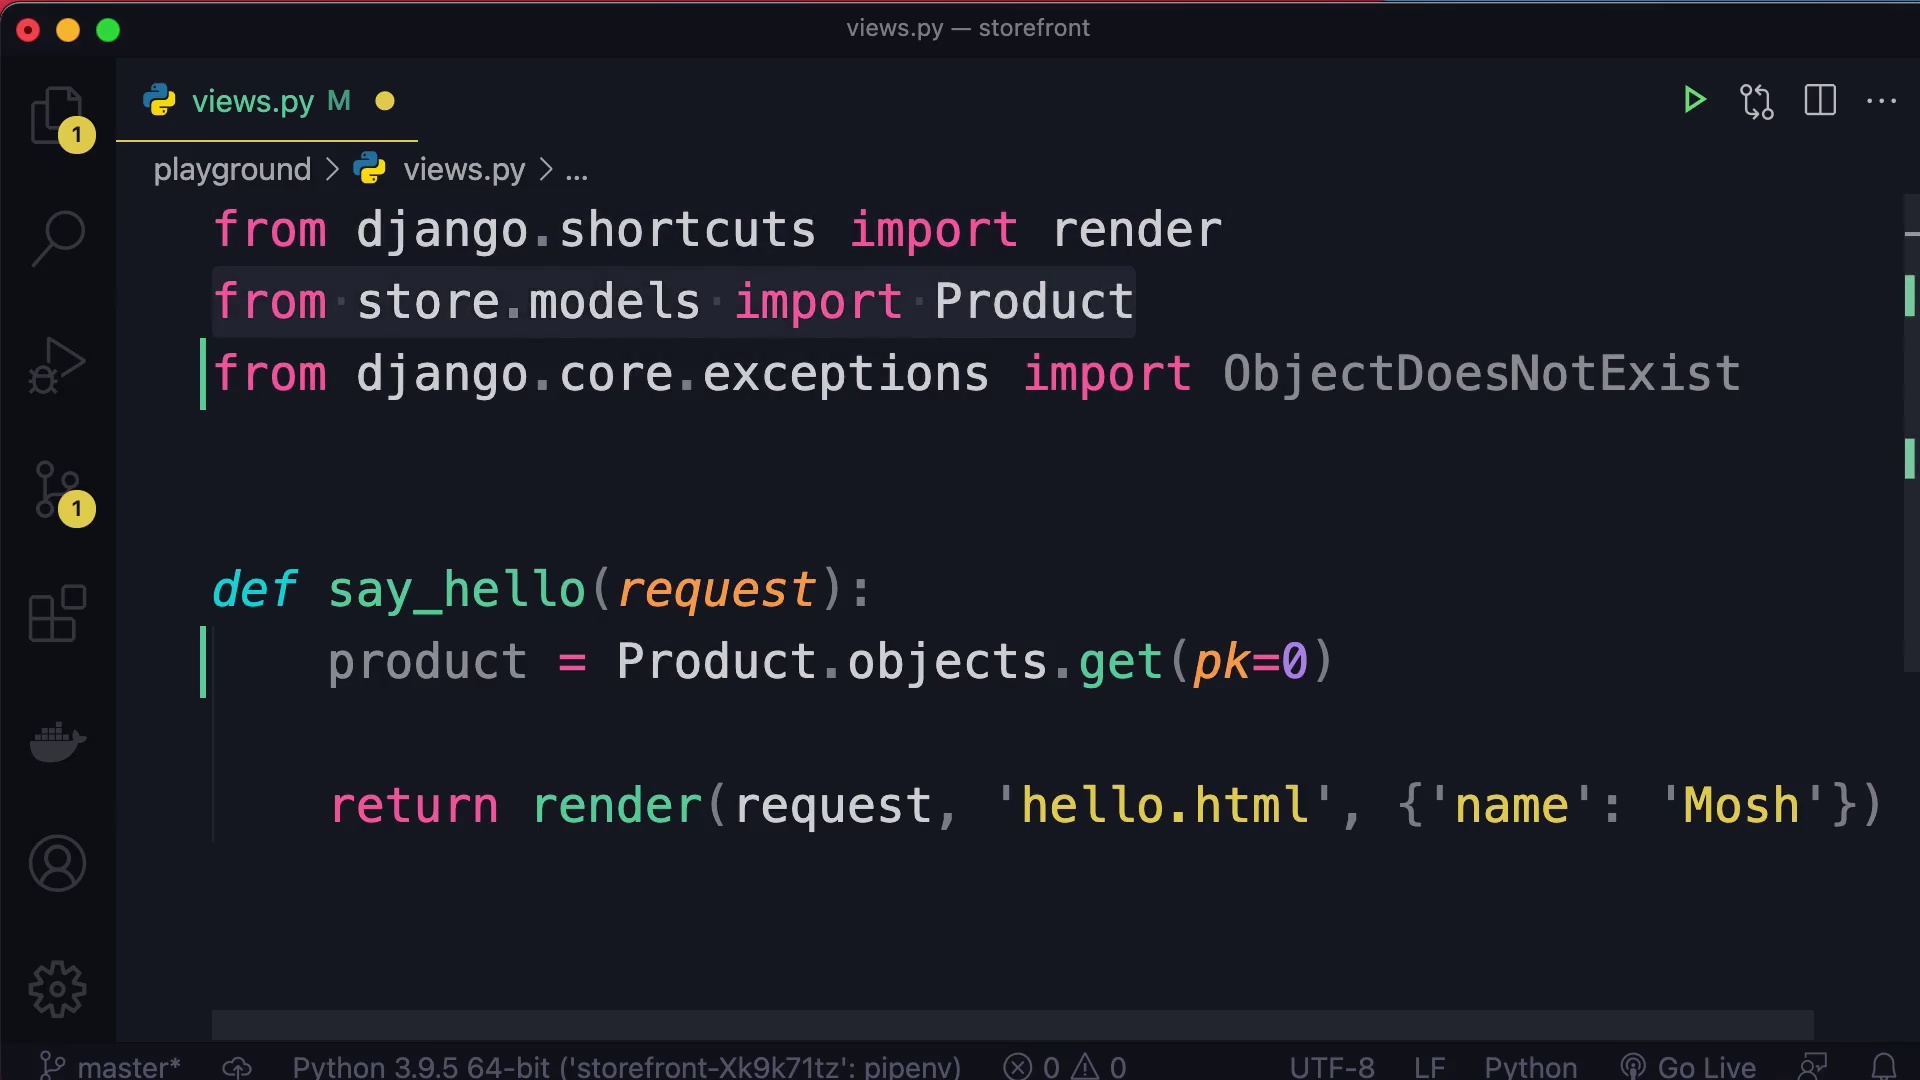 views.py — storefront
views.py M
1
playground > views.py > ...
from django.shortcuts import render
from store.models import Product
from django.core.exceptions import ObjectDoesNotExist
1
def say_hello(request):
    product = Product.objects.get(pk=0)
    return render(request, 'hello.html', {'name': 'Mosh'})
master* Python 3.9.5 64-bit ('storefront-Xk9k71tz': pipenv) 0 0 UTF-8 LF Python Go Live